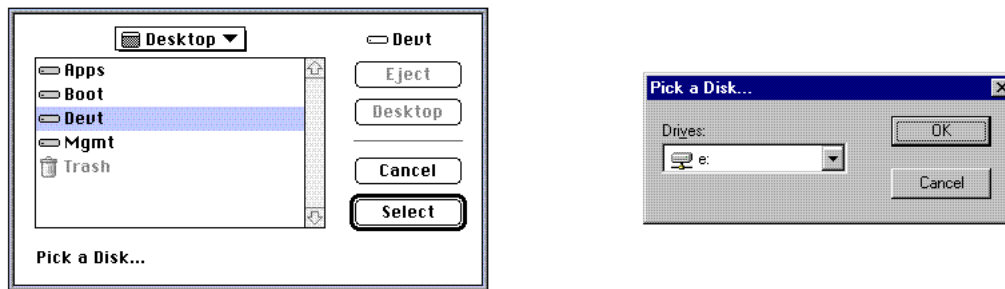 Desktop
Devt
Apps
Boot
Devt
Mgmt
Trash
Eject
Desktop
Cancel
Select
Pick a Disk...
Pick a Disk...
Drives:
e:
OK
Cancel